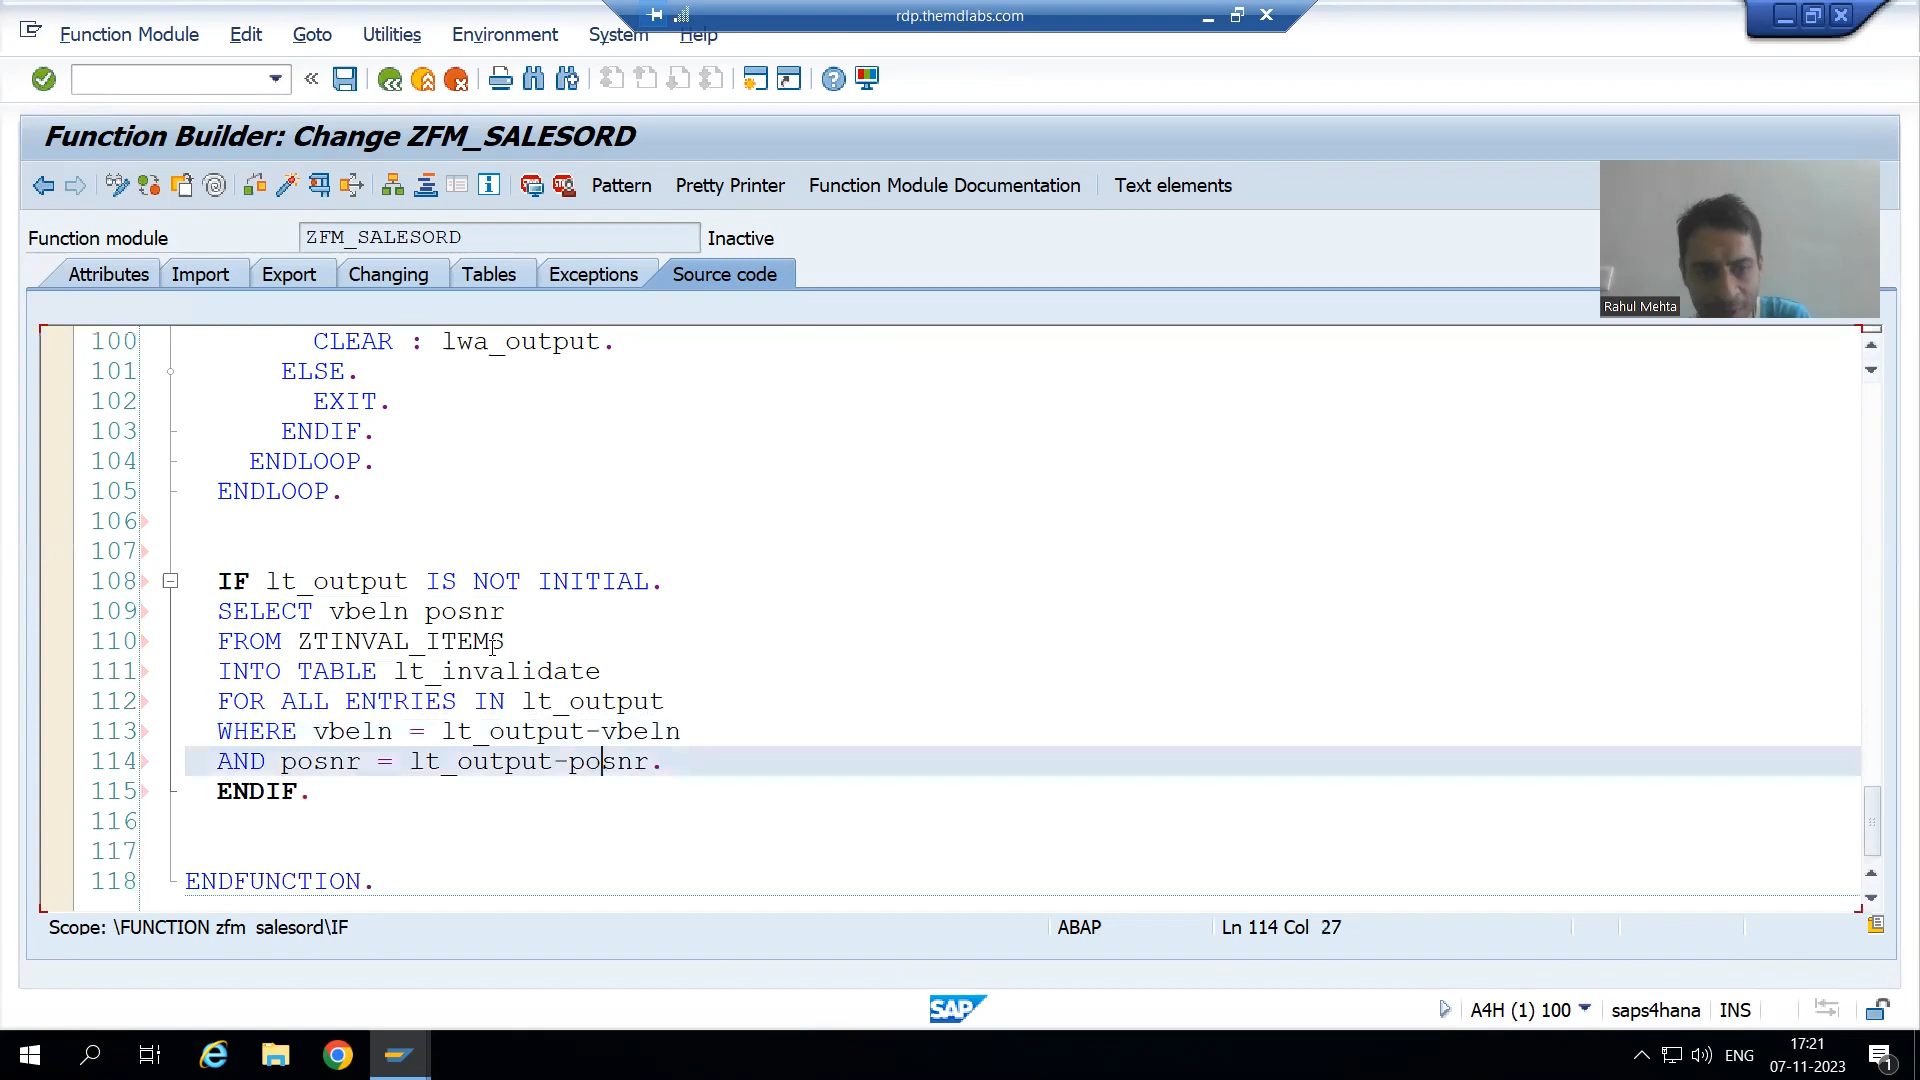 rdp.themdlabs.com
Function Module Edit Goto Utilities Environment System Help
Function Builder: Change ZFM_SALESORD
Pattern Pretty Printer Function Module Documentation Text elements
Function module ZFM_SALESORD Inactive
Rahul Mehta
Attributes Import Export Changing Tables Exceptions Source code
100 CLEAR : lwa_output.
101 ELSE.
102 EXIT.
103 ENDIF.
104 ENDLOOP.
105 ENDLOOP.
106
107
108 IF lt_output IS NOT INITIAL.
109 SELECT vbeln posnr
110 FROM ZTINVAL_ITEMS
111 INTO TABLE lt_invalidate
112 FOR ALL ENTRIES IN lt_output
113 WHERE vbeln = lt_output-vbeln
114 AND posnr = lt_output-posnr.
115 ENDIF.
116
117
118 ENDFUNCTION.
Scope: \FUNCTION zfm_salesord\IF ABAP Ln 114 Col 27
SAP
A4H (1) 100 saps4hana INS
ENG 17:21
07-11-2023
1